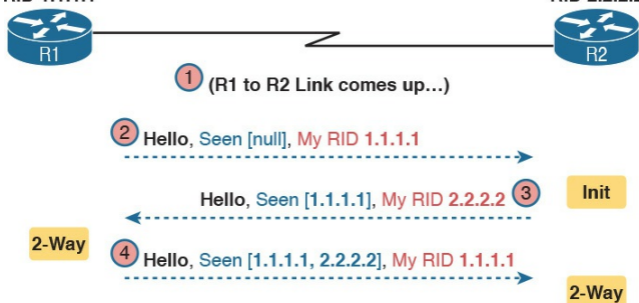 R1
R2
1 (R1 to R2 Link comes up...)
2 Hello, Seen [null], My RID 1.1.1.1
Hello, Seen [1.1.1.1], My RID 2.2.2.2 3
Init
2-Way
4 Hello, Seen [1.1.1.1, 2.2.2.2], My RID 1.1.1.1
2-Way